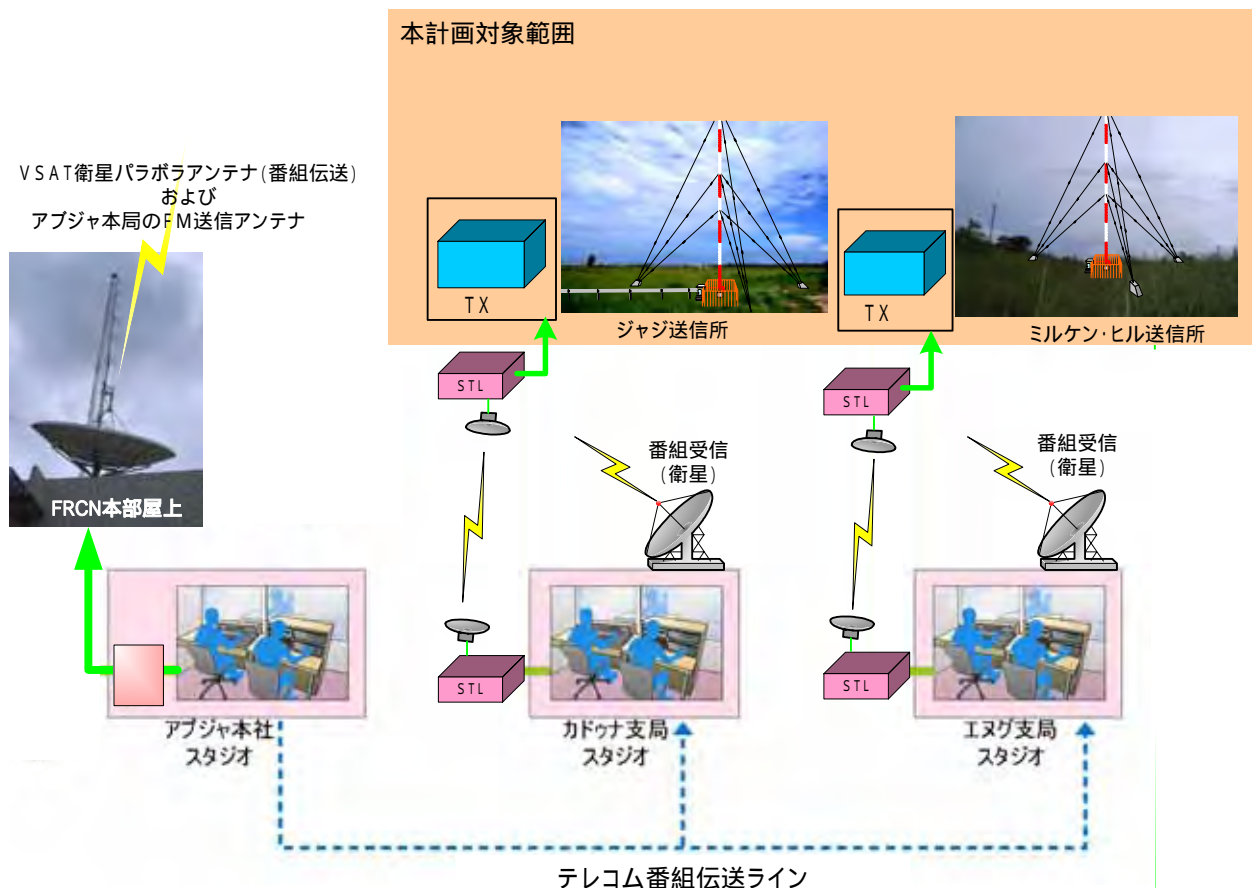 本計画対象範囲
VSAT衛星パラボラアンテナ(番組伝送)
および
アブジャ本局のFM送信アンテナ
TX
ジャジ送信所
TX
ミルケン・ヒル送信所
STL
STL
番組受信
(衛星)
番組受信
(衛星)
FRCN本部屋上
STL
STL
アブジャ本社
スタジオ
カドゥナ支局
スタジオ
エヌグ支局
スタジオ
テレコム番組伝送ライン